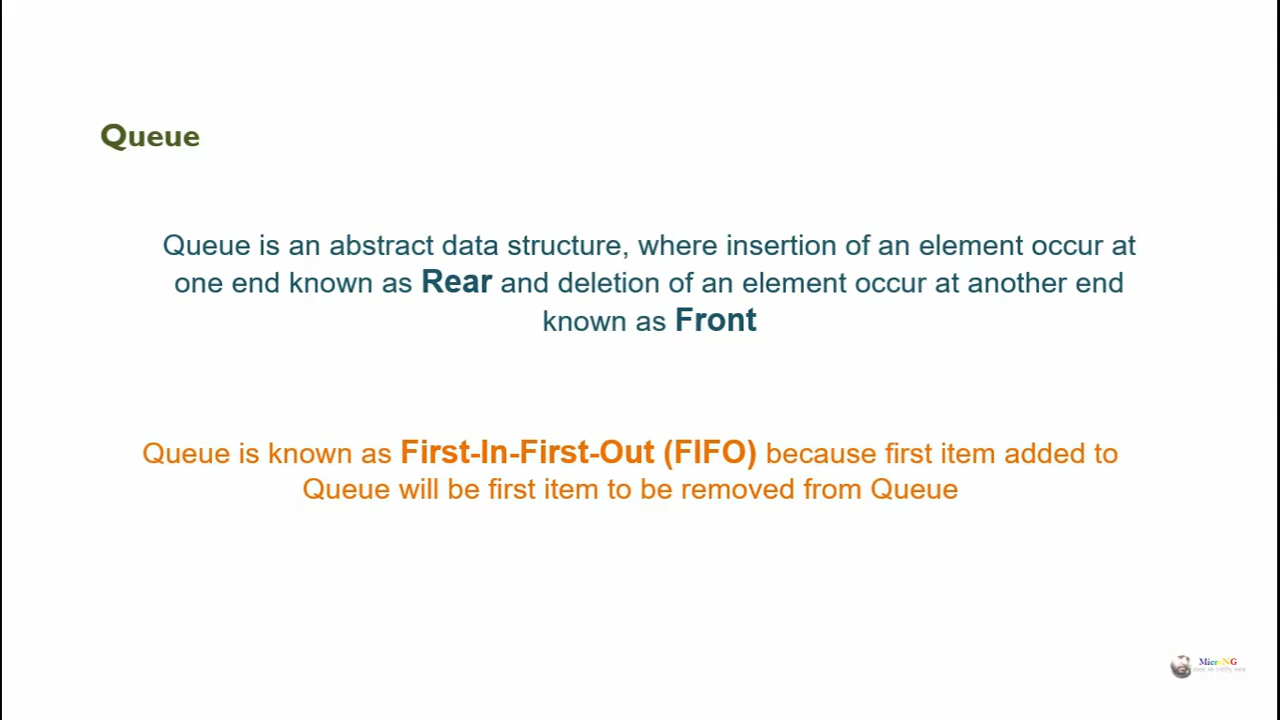 Queue
Queue is an abstract data structure, where insertion of an element occur at
one end known as Rear and deletion of an element occur at another end
known as Front
Queue is known as First-In-First-Out (FIFO) because first item added to
Queue will be first item to be removed from Queue
MicroNG